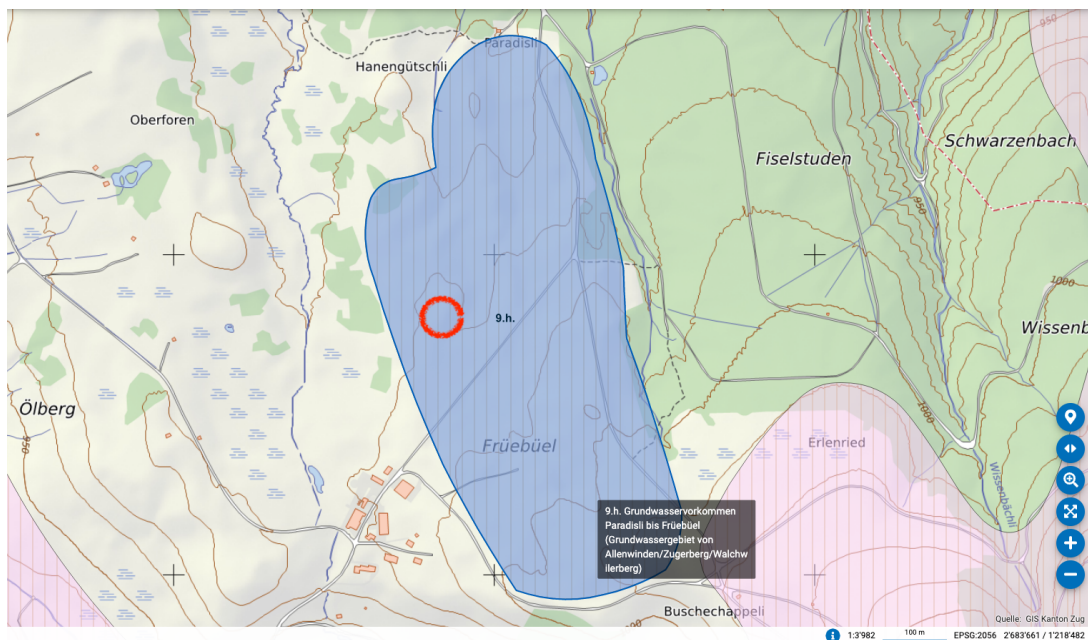 Paradisli
Hanengütschli
950
Oberforen
Schwarzenbach
Fiselstuden
950
1000
9.h.
Wissenb
Ölberg
1000
950
Früebüel
Erlenried
Wissenbächli
9.h. Grundwasservorkommen
Paradisli bis Früebüel
(Grundwassergebiet von
Allenwinden/Zugerberg/Walchw
ilerberg)
Buschechappeli
Quelle: GIS Kanton Zug
1:3'982
100 m
EPSG:2056
2'683'661 / 1'218'462